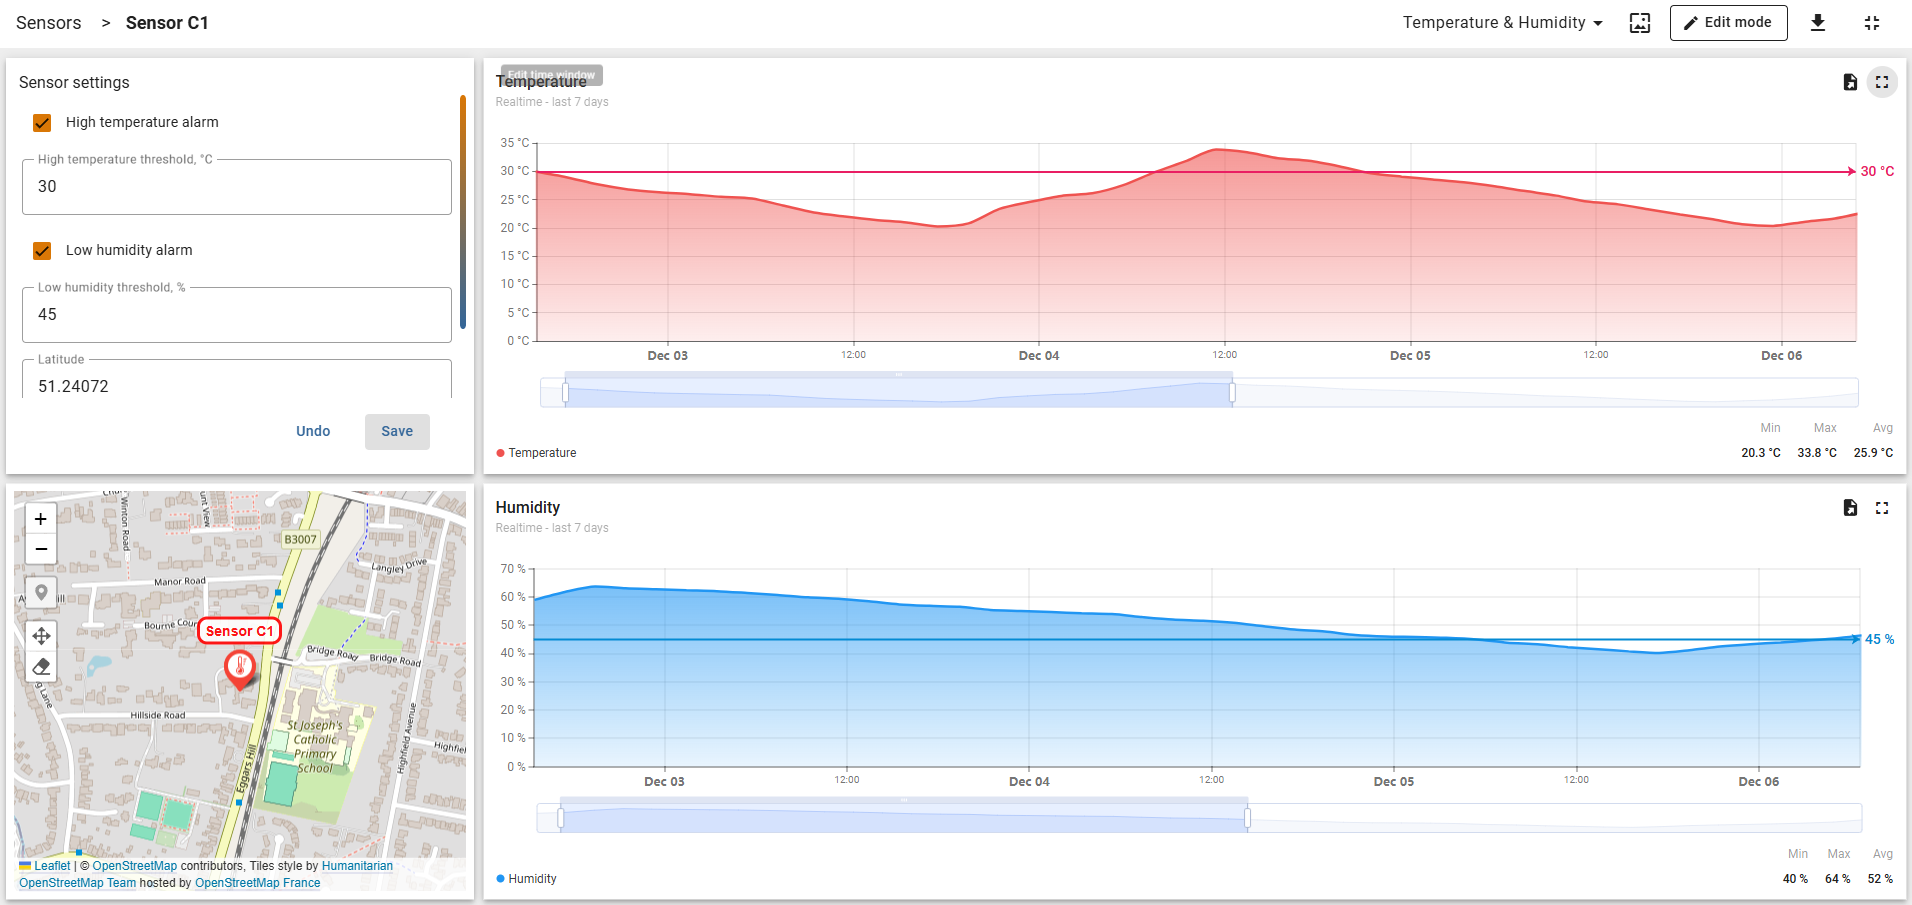 Sensors > Sensor C1
Temperature & Humidity
Edit mode
Sensor settings
High temperature alarm
High temperature threshold, °C
30
Low humidity alarm
Low humidity threshold, %
45
Latitude
51.24072
Undo
Save
Edit time window
Temperature
Realtime - last 7 days
35 °C
30 °C
30 °C
25 °C
20 °C
15 °C
10 °C
5 °C
0 °C
Dec 03
12:00
Dec 04
12:00
Dec 05
12:00
Dec 06
Min Max Avg
Temperature
20.3 °C 33.8 °C 25.9 °C
+
−
B3007
Winton Road
Langley Drive
Manor Road
Sensor C1
Bridge Road
Bridge Road
Hillside Road
St Joseph's
Catholic
Primary
School
Eggars Hill
Highfield Avenue
Leaflet | © OpenStreetMap contributors, Tiles style by Humanitarian
OpenStreetMap Team hosted by OpenStreetMap France
Humidity
Realtime - last 7 days
70 %
60 %
50 %
45 %
40 %
30 %
20 %
10 %
0 %
Dec 03
12:00
Dec 04
12:00
Dec 05
12:00
Dec 06
Min Max Avg
Humidity
40 % 64 % 52 %